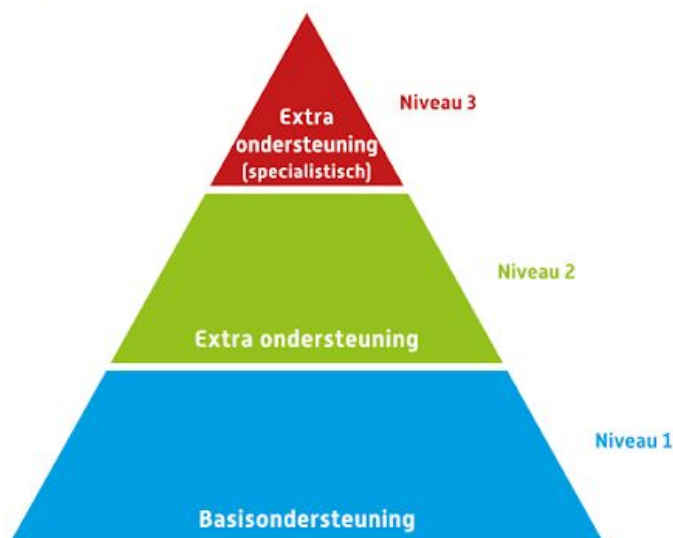 Niveau 3
Extra
ondersteuning
(specialistisch)
Niveau 2
Extra ondersteuning
Niveau 1
Basisondersteuning